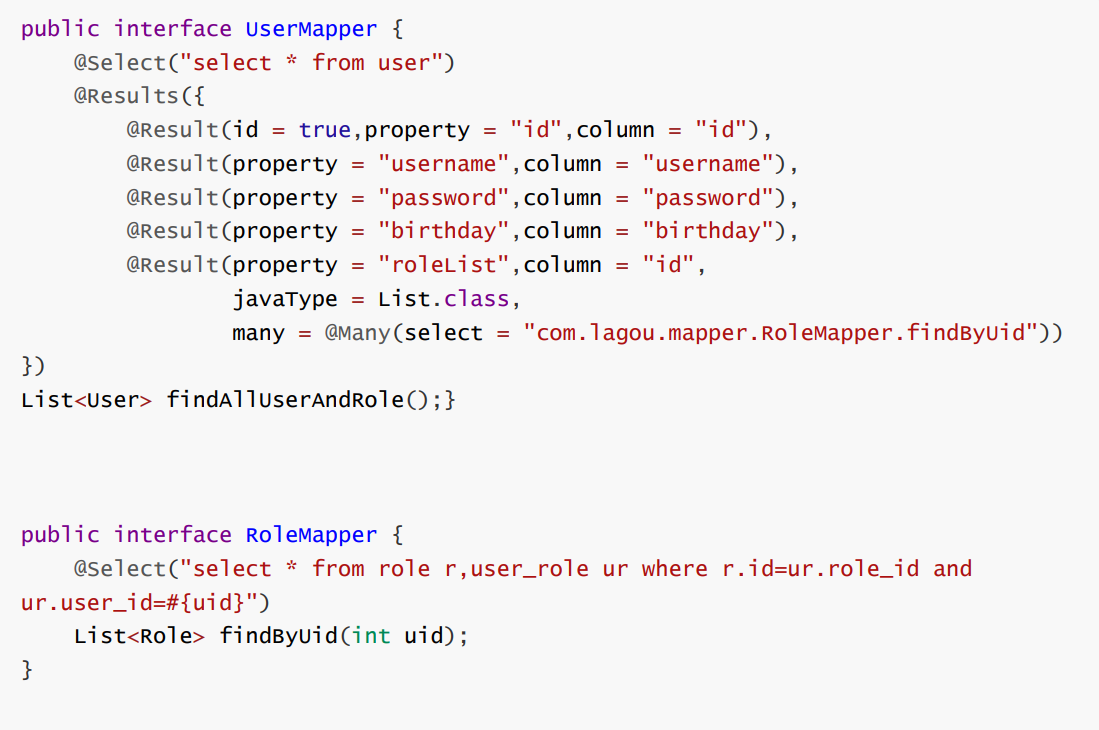 public interface UserMapper {
    @Select("select * from user")
    @Results({
        @Result(id = true,property = "id",column = "id"),
        @Result(property = "username",column = "username"),
        @Result(property = "password",column = "password"),
        @Result(property = "birthday",column = "birthday"),
        @Result(property = "roleList",column = "id",
                javaType = List.class,
                many = @Many(select = "com.lagou.mapper.RoleMapper.findByUid"))
})
List<User> findAllUserAndRole();}
public interface RoleMapper {
    @Select("select * from role r,user_role ur where r.id=ur.role_id and
ur.user_id=#{uid}")
    List<Role> findByUid(int uid);
}